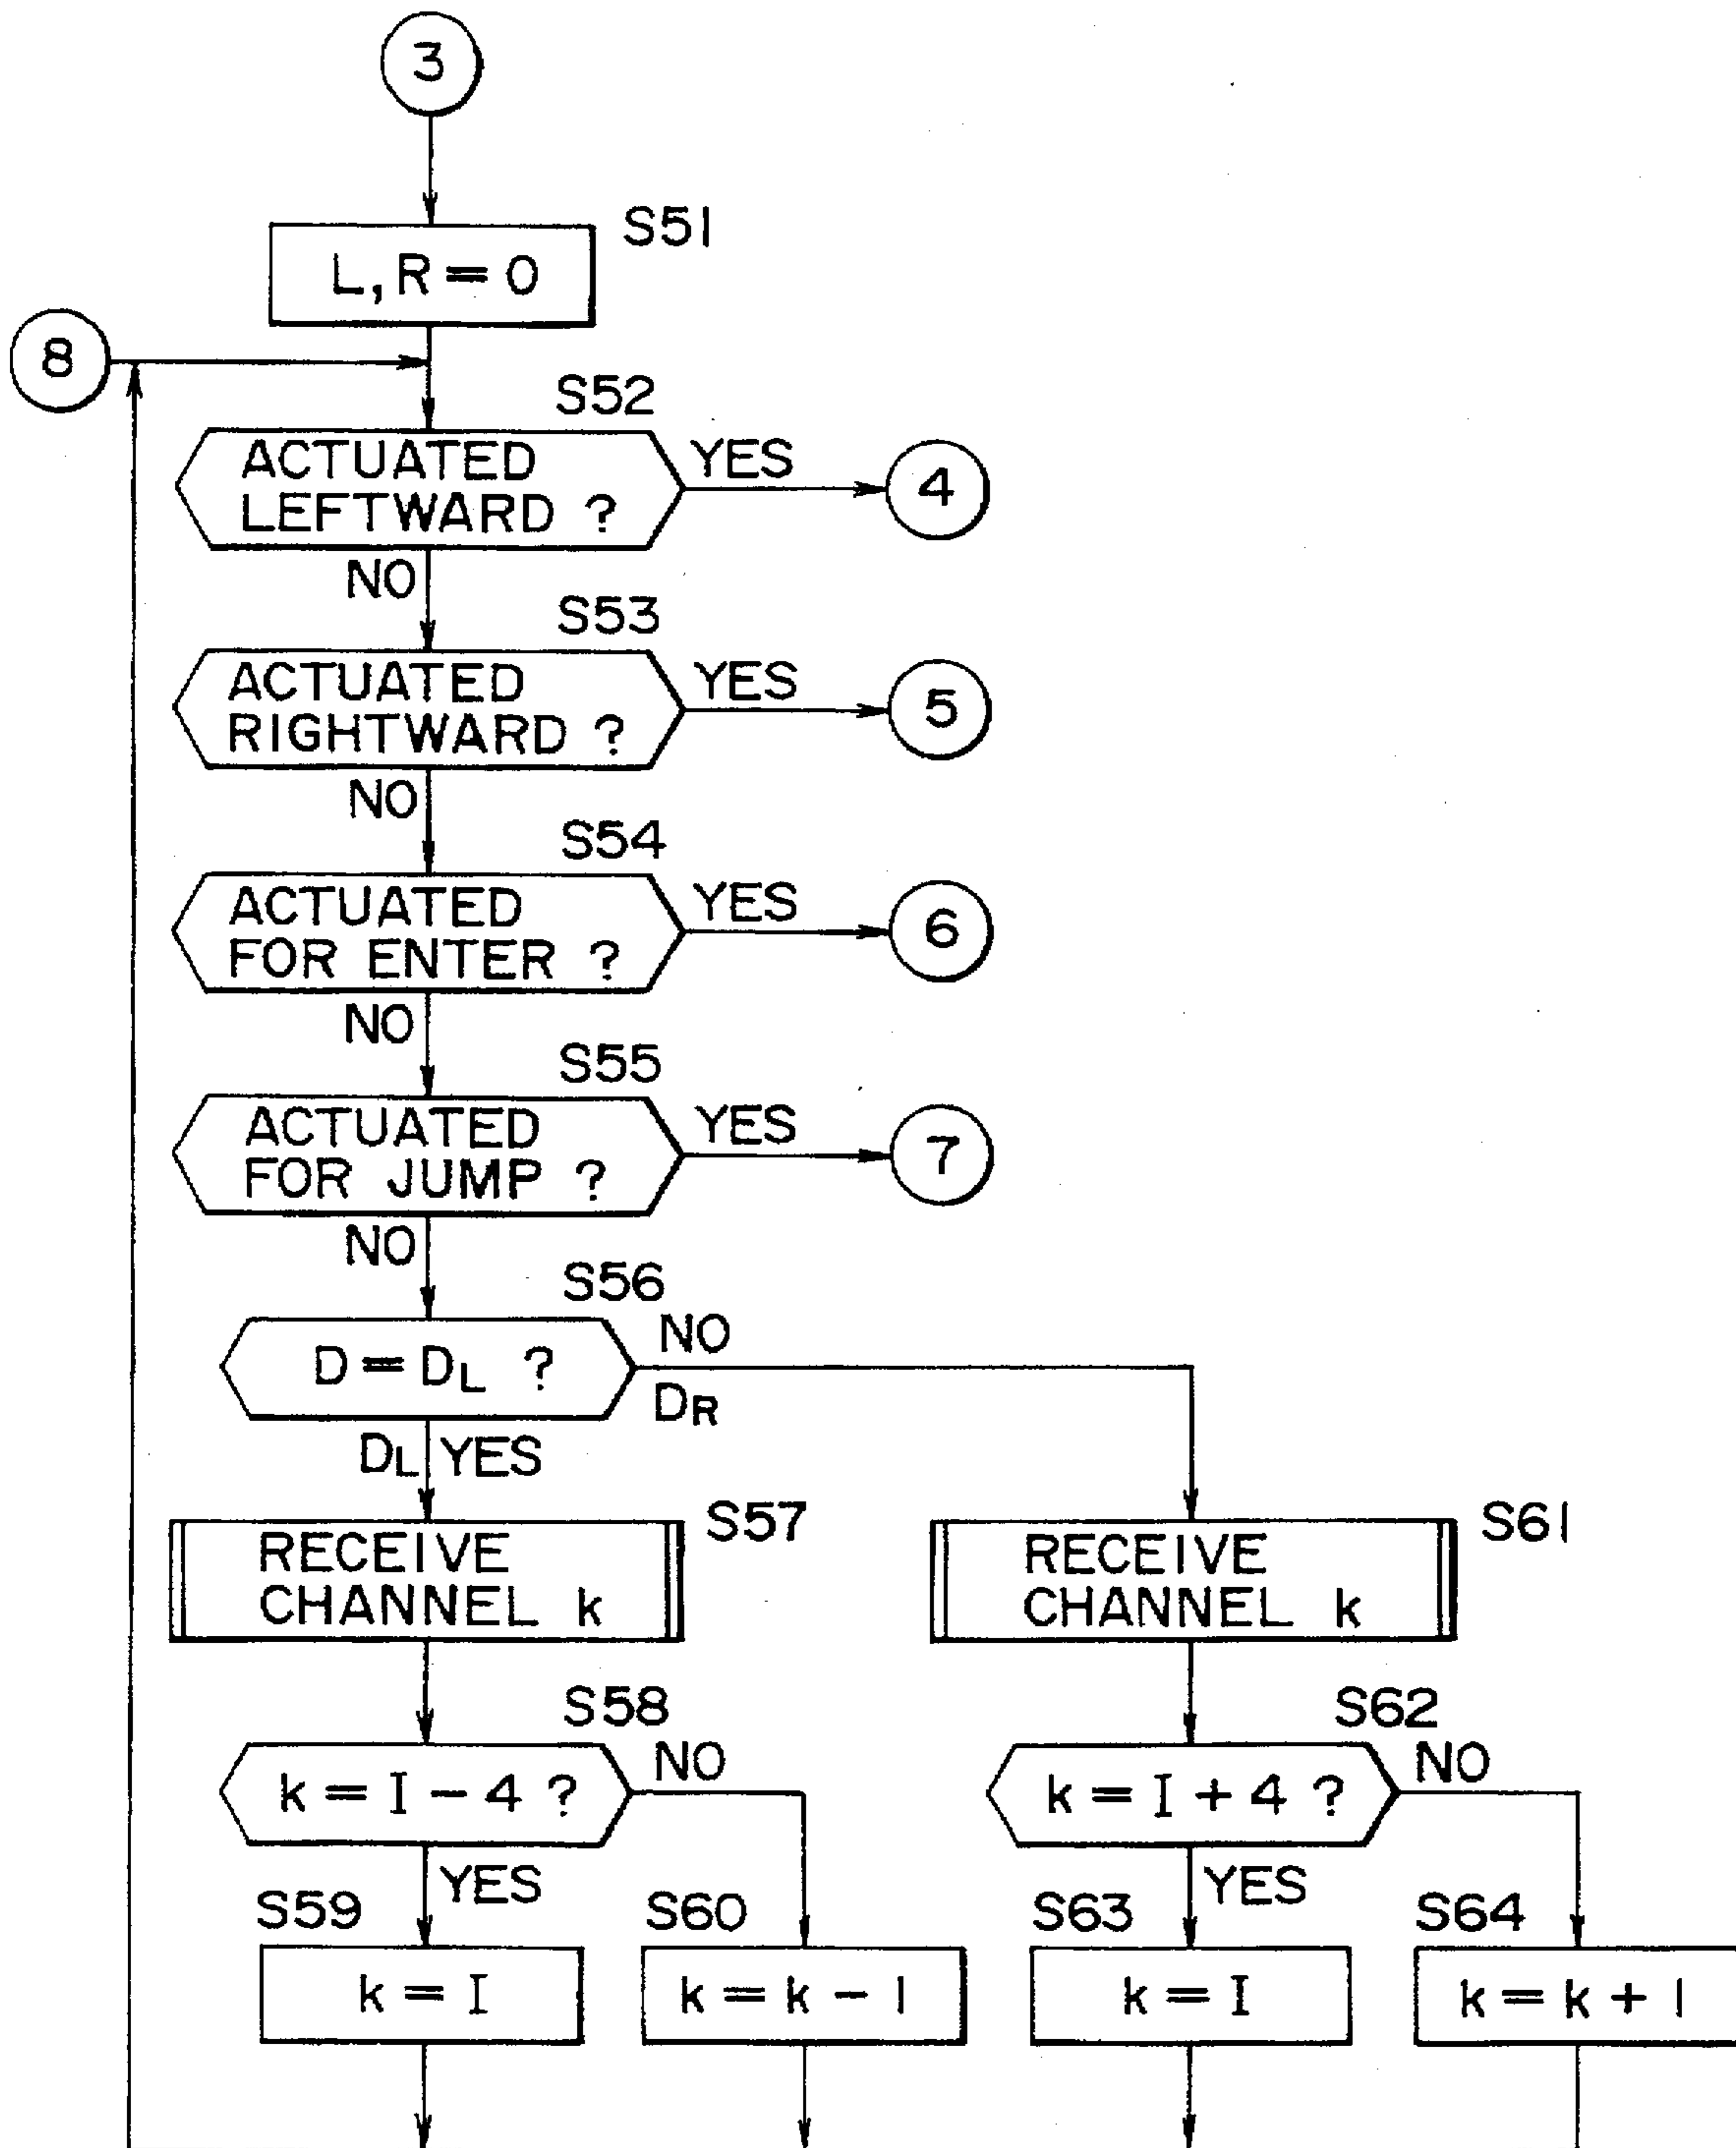 3
S51
L, R = 0
8
S52
ACTUATED
LEFTWARD ?
YES
4
NO
S53
ACTUATED
RIGHTWARD ?
YES
5
NO
S54
ACTUATED
FOR ENTER ?
YES
6
NO
S55
ACTUATED
FOR JUMP ?
YES
7
NO
S56
D = DL ?
NO
DR
DL YES
S57
RECEIVE
CHANNEL k
S61
RECEIVE
CHANNEL k
S58
k = I - 4 ?
NO
S62
k = I + 4 ?
NO
YES
YES
S59
k = I
S60
k = k - 1
S63
k = I
S64
k = k + 1